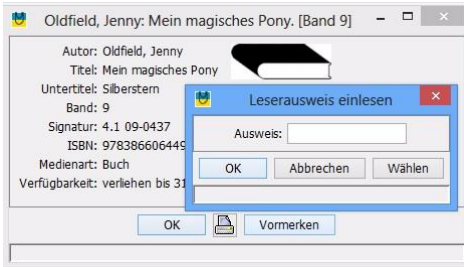 Oldfield, Jenny: Mein magisches Pony. [Band 9]
Autor: Oldfield, Jenny
Titel: Mein magisches Pony
Untertitel: Silberstern
Band: 9
Signatur: 4.1 09-0437
ISBN: 978386606449
Medienart: Buch
Verfügbarkeit: verliehen bis 31
OK
Vormerken
Leserausweis einlesen
Ausweis:
OK
Abbrechen
Wählen